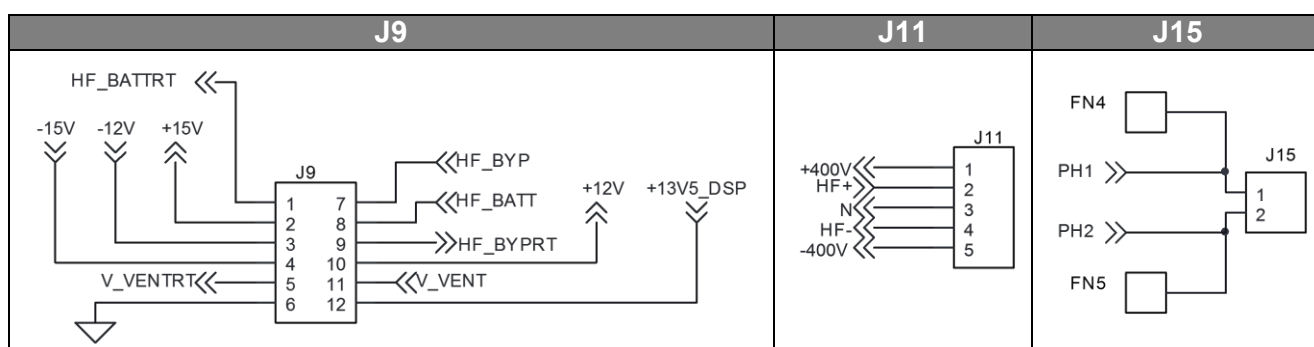 J9 J11 J15
HF_BATTRT
-15V -12V +15V
J9
1 7 HF_BYP
2 8 HF_BATT
3 9 HF_BYPRT
4 10
V_VENTRT 5 11 V_VENT
6 12
+12V +13V5_DSP
J11
+400V 1
HF+ 2
N 3
HF- 4
-400V 5
FN4
J15
PH1
1
2
PH2
FN5